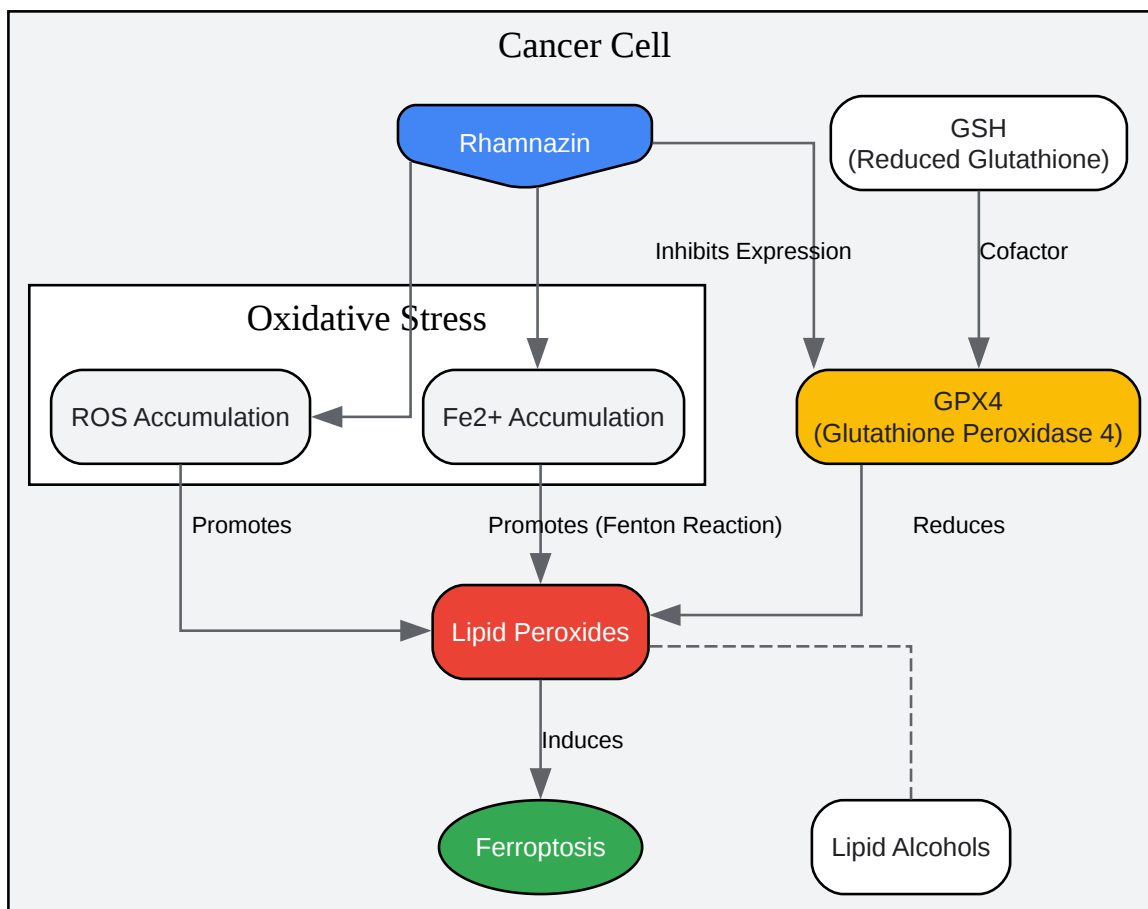 Cancer Cell
Rhamnazin
GSH
(Reduced Glutathione)
Inhibits Expression
Cofactor
Oxidative Stress
ROS Accumulation
Fe2+ Accumulation
GPX4
(Glutathione Peroxidase 4)
Promotes
Promotes (Fenton Reaction)
Reduces
Lipid Peroxides
Induces
Ferroptosis
Lipid Alcohols